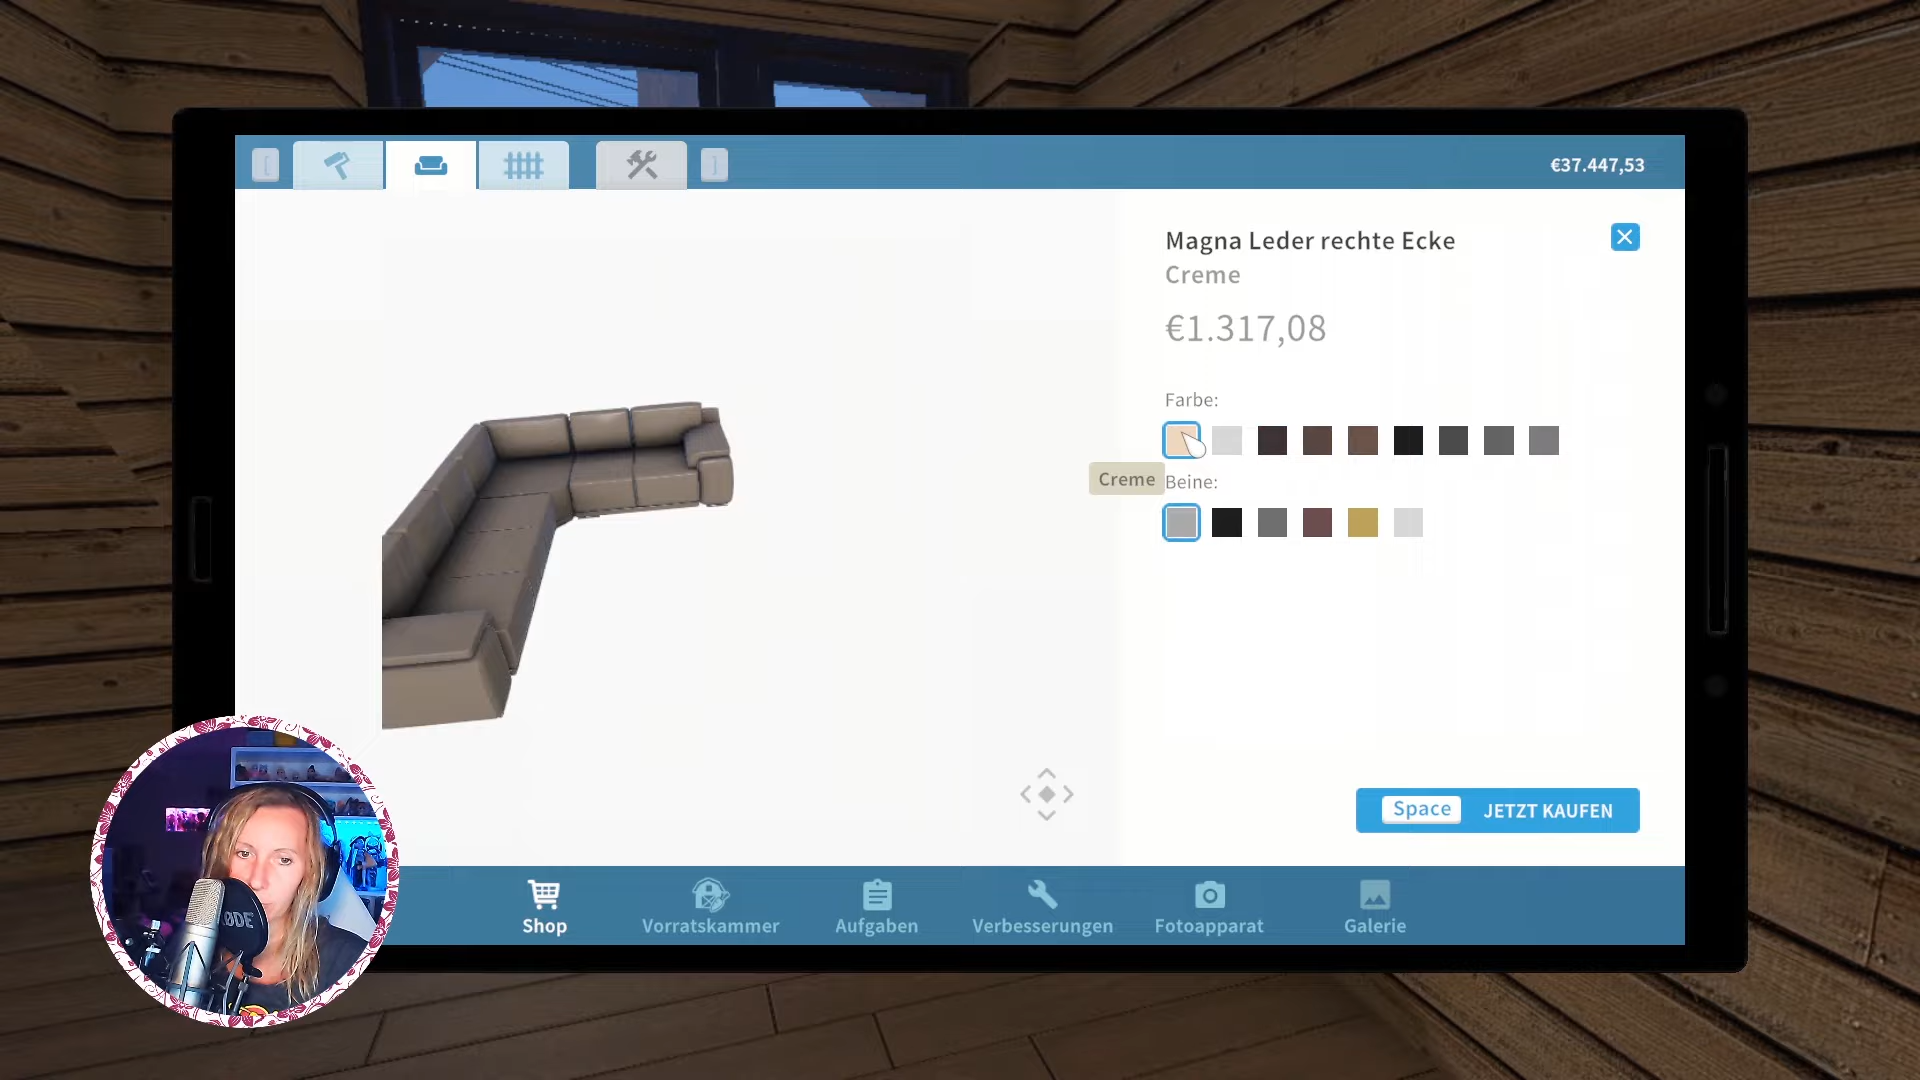 [
]
€37.447,53
Magna Leder rechte Ecke
Creme
€1.317,08
Farbe:
Creme
Beine:
Space JETZT KAUFEN
Shop
Vorratskammer
Aufgaben
Verbesserungen
Fotoapparat
Galerie
RØDE